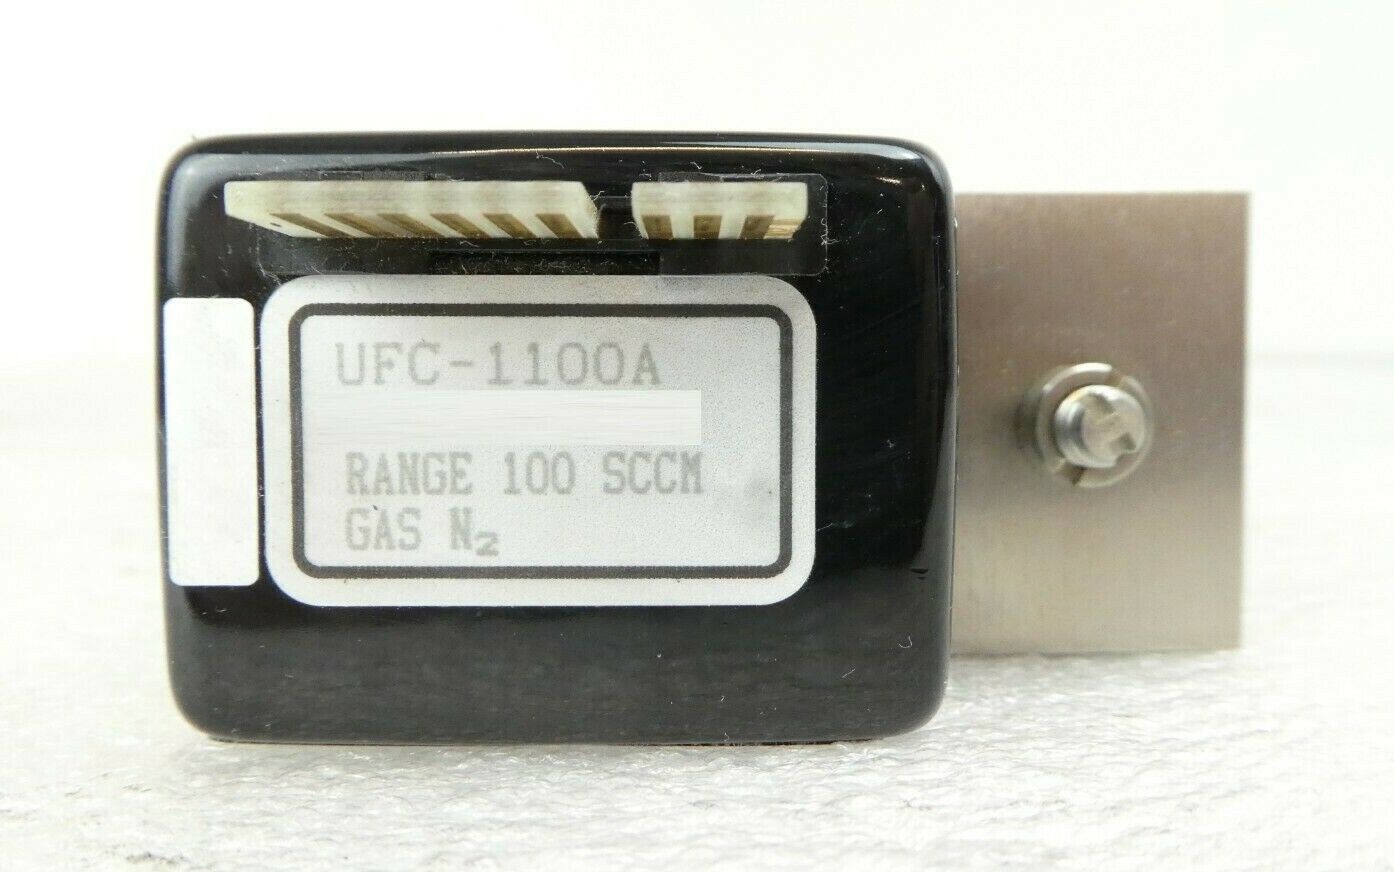 UFC-1100A
RANGE 100 SCCM
GAS N₂